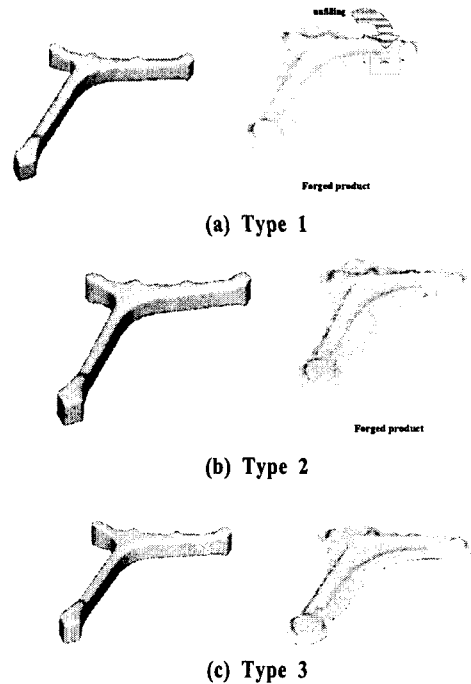 unfilling
Forged product
(a) Type 1
Forged product
(b) Type 2
(c) Type 3